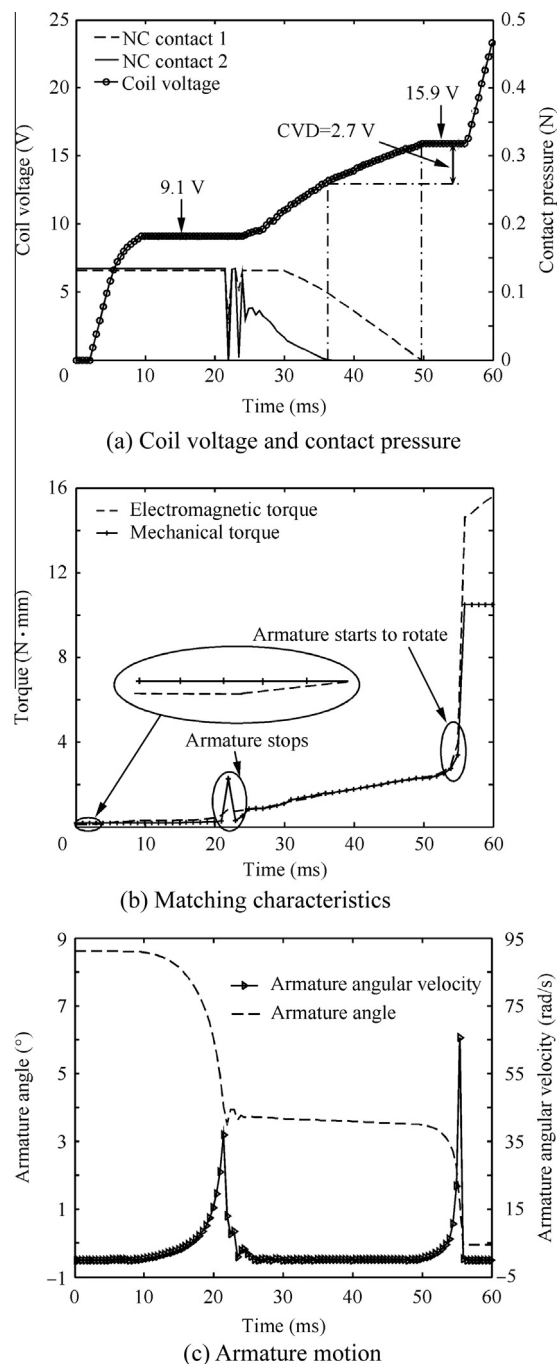 NC contact 1
NC contact 2
Coil voltage
25
20
15
10
5
0
Coil voltage (V)
0.5
0.4
0.3
0.2
0.1
0
Contact pressure (N)
15.9 V
CVD=2.7 V
9.1 V
0 10 20 30 40 50 60
Time (ms)
(a) Coil voltage and contact pressure
16
12
8
4
0
Torque (N·mm)
Electromagnetic torque
Mechanical torque
Armature starts to rotate
Armature stops
0 10 20 30 40 50 60
Time (ms)
(b) Matching characteristics
9
7
5
3
1
−1
Armature angle (°)
95
75
55
35
15
−5
Armature angular velocity (rad/s)
Armature angular velocity
Armature angle
0 10 20 30 40 50 60
Time (ms)
(c) Armature motion